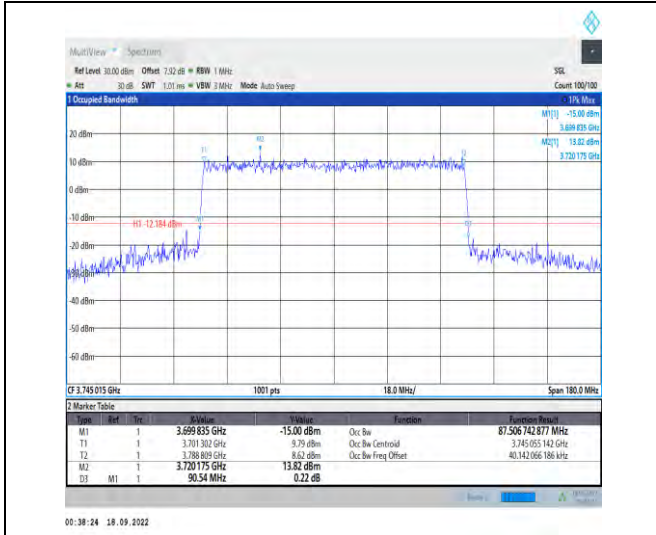 MultiView Spectrum
Ref Level 30.00 dBm Offset 7.92 dB RBW 1 MHz SGL
Att 30 dB SWT 1.01 ms VBW 3 MHz Mode Auto Sweep Count 100/100
1 Occupied Bandwidth 1Pk Max
M1[1] -15.00 dBm
3.699 835 GHz
M2[1] 13.82 dBm
3.720 175 GHz
20 dBm
M2
T1
10 dBm
0 dBm
-10 dBm
H1 -12.184 dBm
-20 dBm
-30 dBm
-40 dBm
-50 dBm
-60 dBm
CF 3.745 015 GHz 1001 pts 18.0 MHz/ Span 180.0 MHz
2 Marker Table
Type Ref Trc X-Value Y-Value Function Function Result
M1 1 3.699 835 GHz -15.00 dBm Occ Bw 87.506 742 877 MHz
T1 1 3.701 302 GHz 9.79 dBm Occ Bw Centroid 3.745 055 142 GHz
T2 1 3.788 809 GHz 8.62 dBm Occ Bw Freq Offset 40.142 066 186 kHz
M2 1 3.720 175 GHz 13.82 dBm
D3 M1 1 90.54 MHz 0.22 dB
00:38:24 18.09.2022